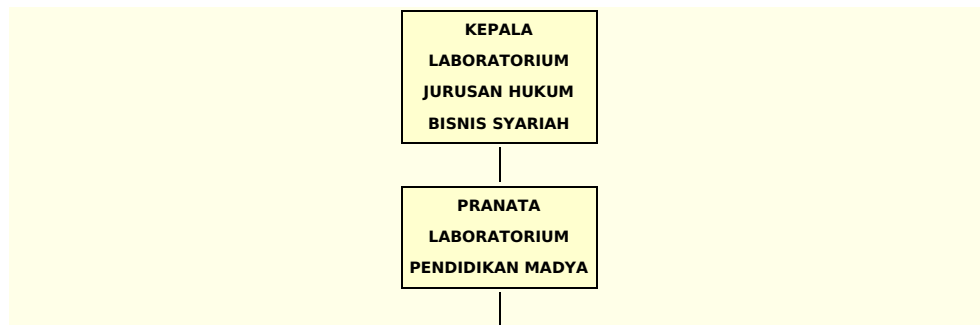 KEPALA
LABORATORIUM
JURUSAN HUKUM
BISNIS SYARIAH
PRANATA
LABORATORIUM
PENDIDIKAN MADYA